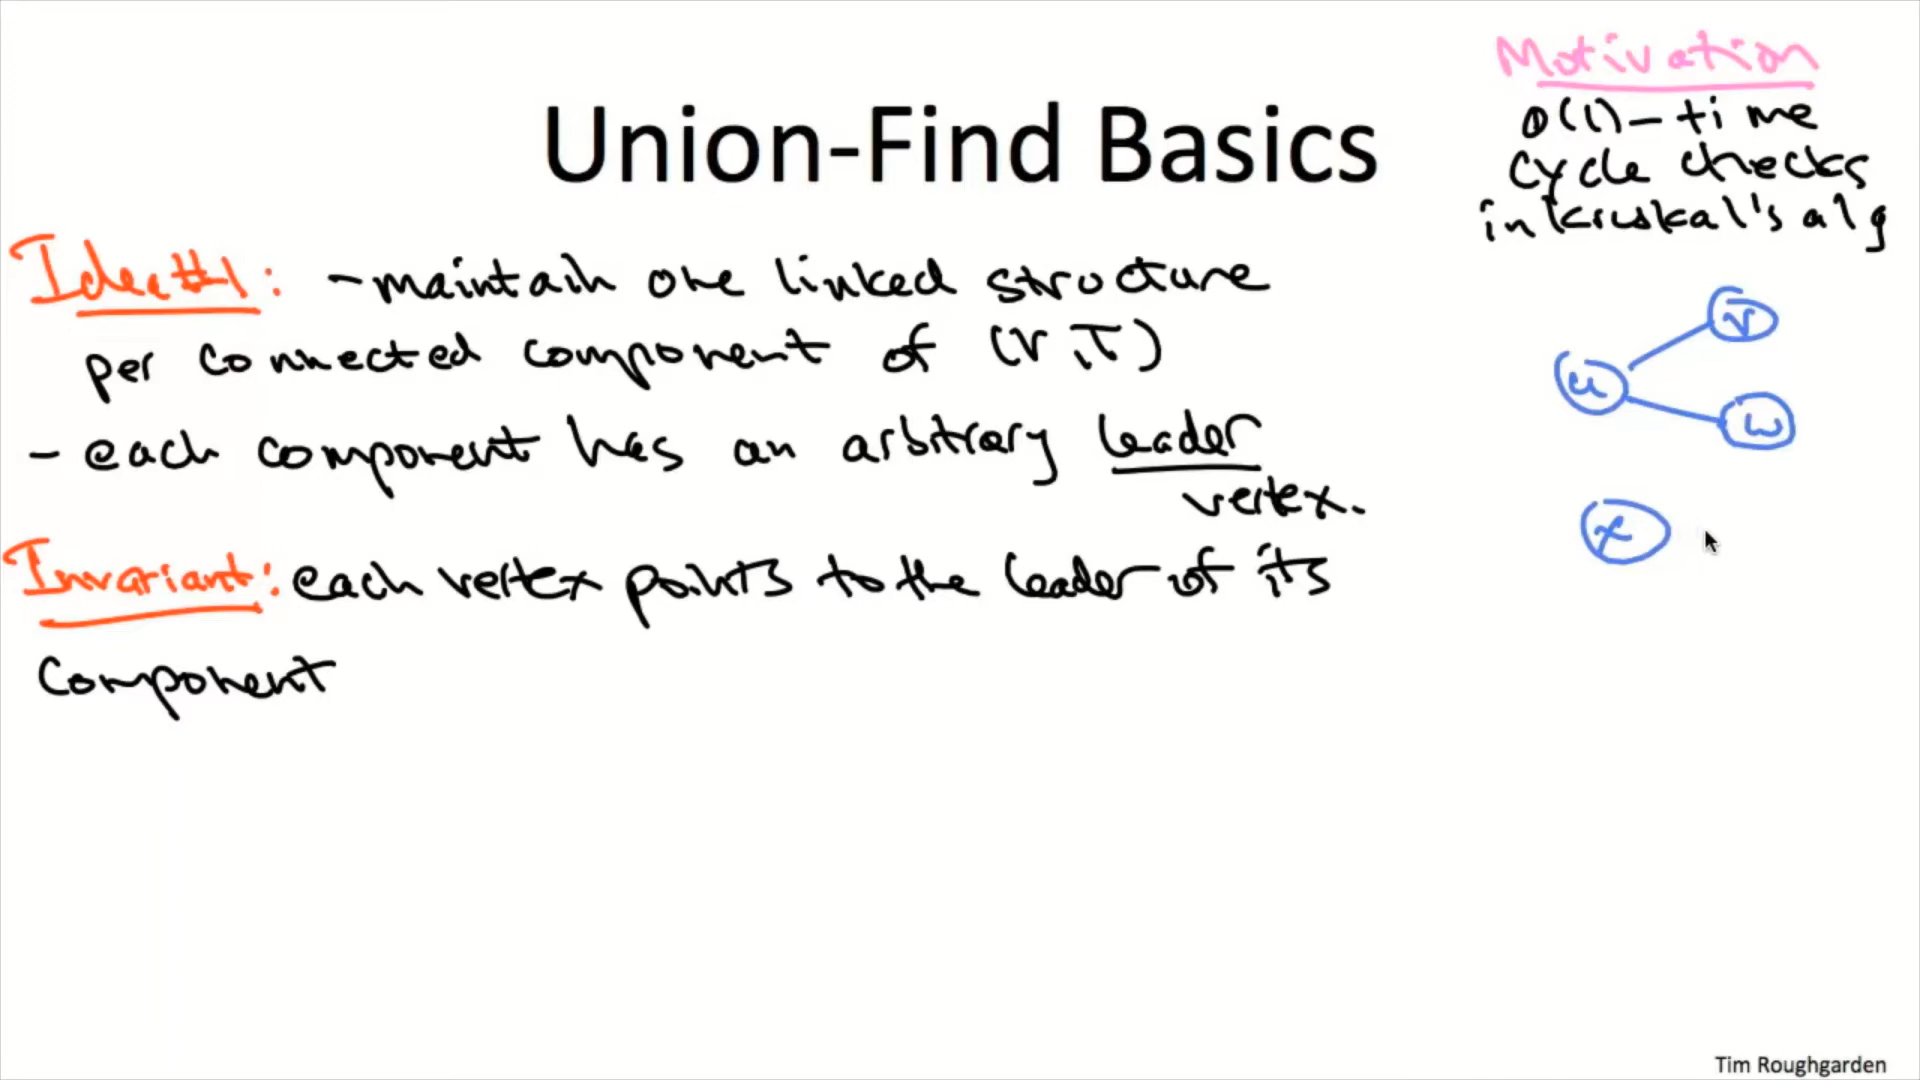 Motivation
O(1)-time
cycle checks
in Kruskal's alg
Union-Find Basics
Idea #1: - maintain one linked structure
per connected component of (V,T)
- each component has an arbitrary leader
vertex.
Invariant: each vertex points to the leader of its
component
v
u
w
x
Tim Roughgarden